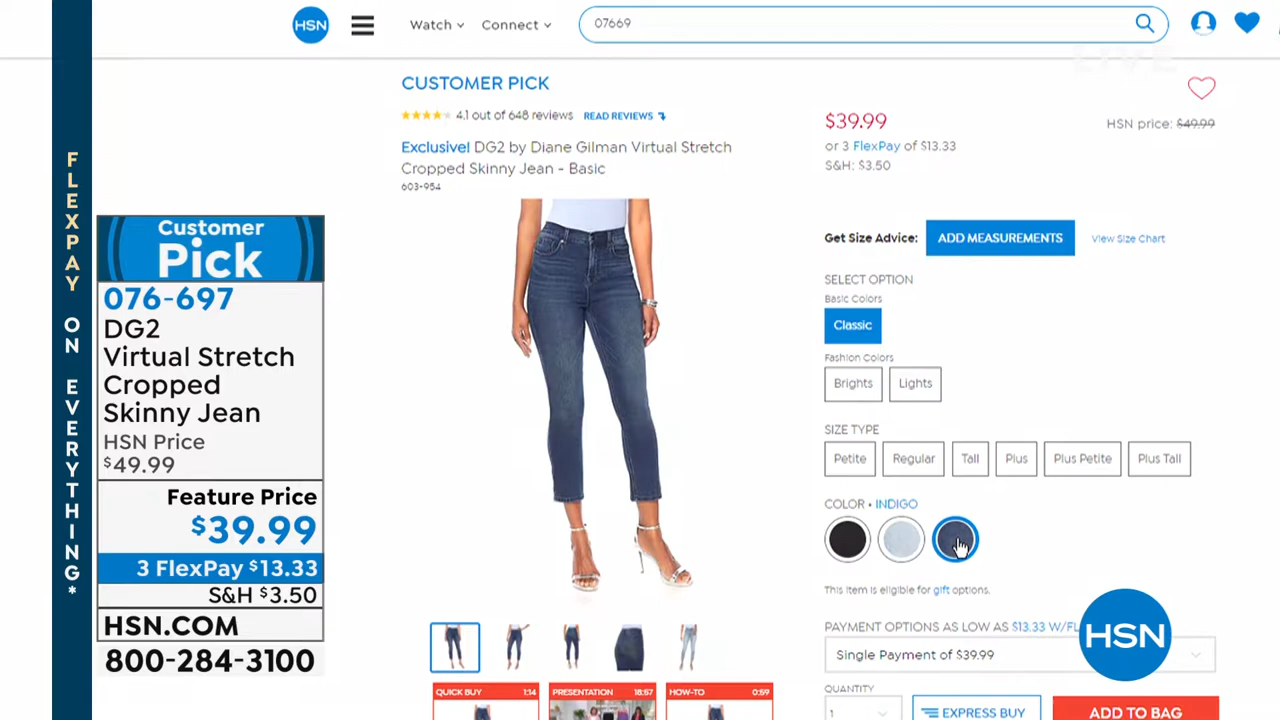 HSN
Watch
Connect
07669
LIVE
CUSTOMER PICK
4.1 out of 648 reviews READ REVIEWS
Exclusive! DG2 by Diane Gilman Virtual Stretch
Cropped Skinny Jean - Basic
603-954
$39.99
HSN price: $49.99
or 3 FlexPay of $13.33
S&H: $3.50
Get Size Advice: ADD MEASUREMENTS View Size Chart
SELECT OPTION
Basic Colors
Classic
Fashion Colors
Brights Lights
SIZE TYPE
Petite Regular Tall Plus Plus Petite Plus Tall
COLOR • INDIGO
This item is eligible for gift options.
PAYMENT OPTIONS AS LOW AS $13.33 W/FL
Single Payment of $39.99
QUANTITY
1
EXPRESS BUY
ADD TO BAG
HSN
QUICK BUY 1:14
PRESENTATION 18:57
HOW-TO 0:59
FLEXPAY ON EVERYTHING*
Customer
Pick
076-697
DG2
Virtual Stretch
Cropped
Skinny Jean
HSN Price
$49.99
Feature Price
$39.99
3 FlexPay $13.33
S&H $3.50
HSN.COM
800-284-3100